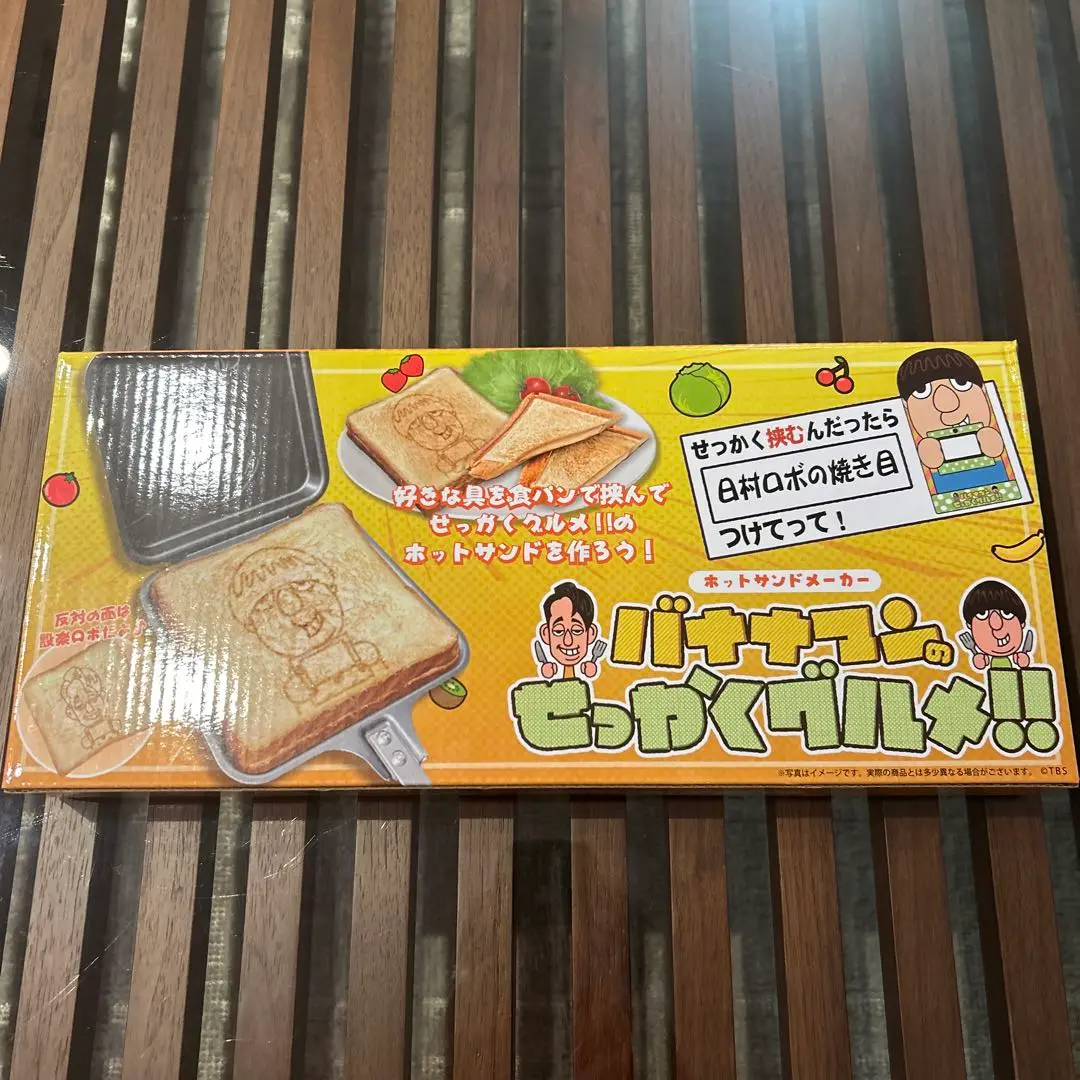 好きな具を食パンで挟んで
せっかくグルメ!!の
ホットサンドを作ろう!
せっかく挟むんだったら
日村ロボの焼き目
つけてって!
反対の面は
設楽ロボだよ♪
ホットサンドメーカー
バナナマンの
せっかくグルメ!!
※写真はイメージです。実際の商品とは多少異なる場合がございます。 ©TBS